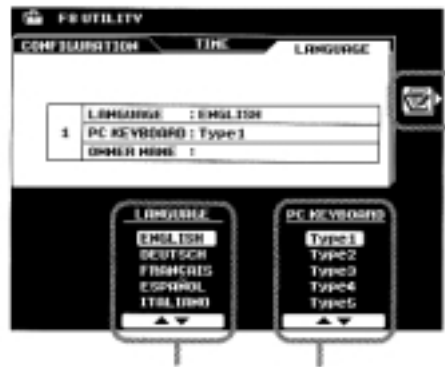 F8 UTILITY
CONFIGURATION TIME LANGUAGE
LANGUAGE : ENGLISH
1 PC KEYBOARD : Type1
OWNER NAME :
LANGUAGE PC KEYBOARD
ENGLISH Type1
DEUTSCH Type2
FRANÇAIS Type3
ESPAÑOL Type4
ITALIANO Type5